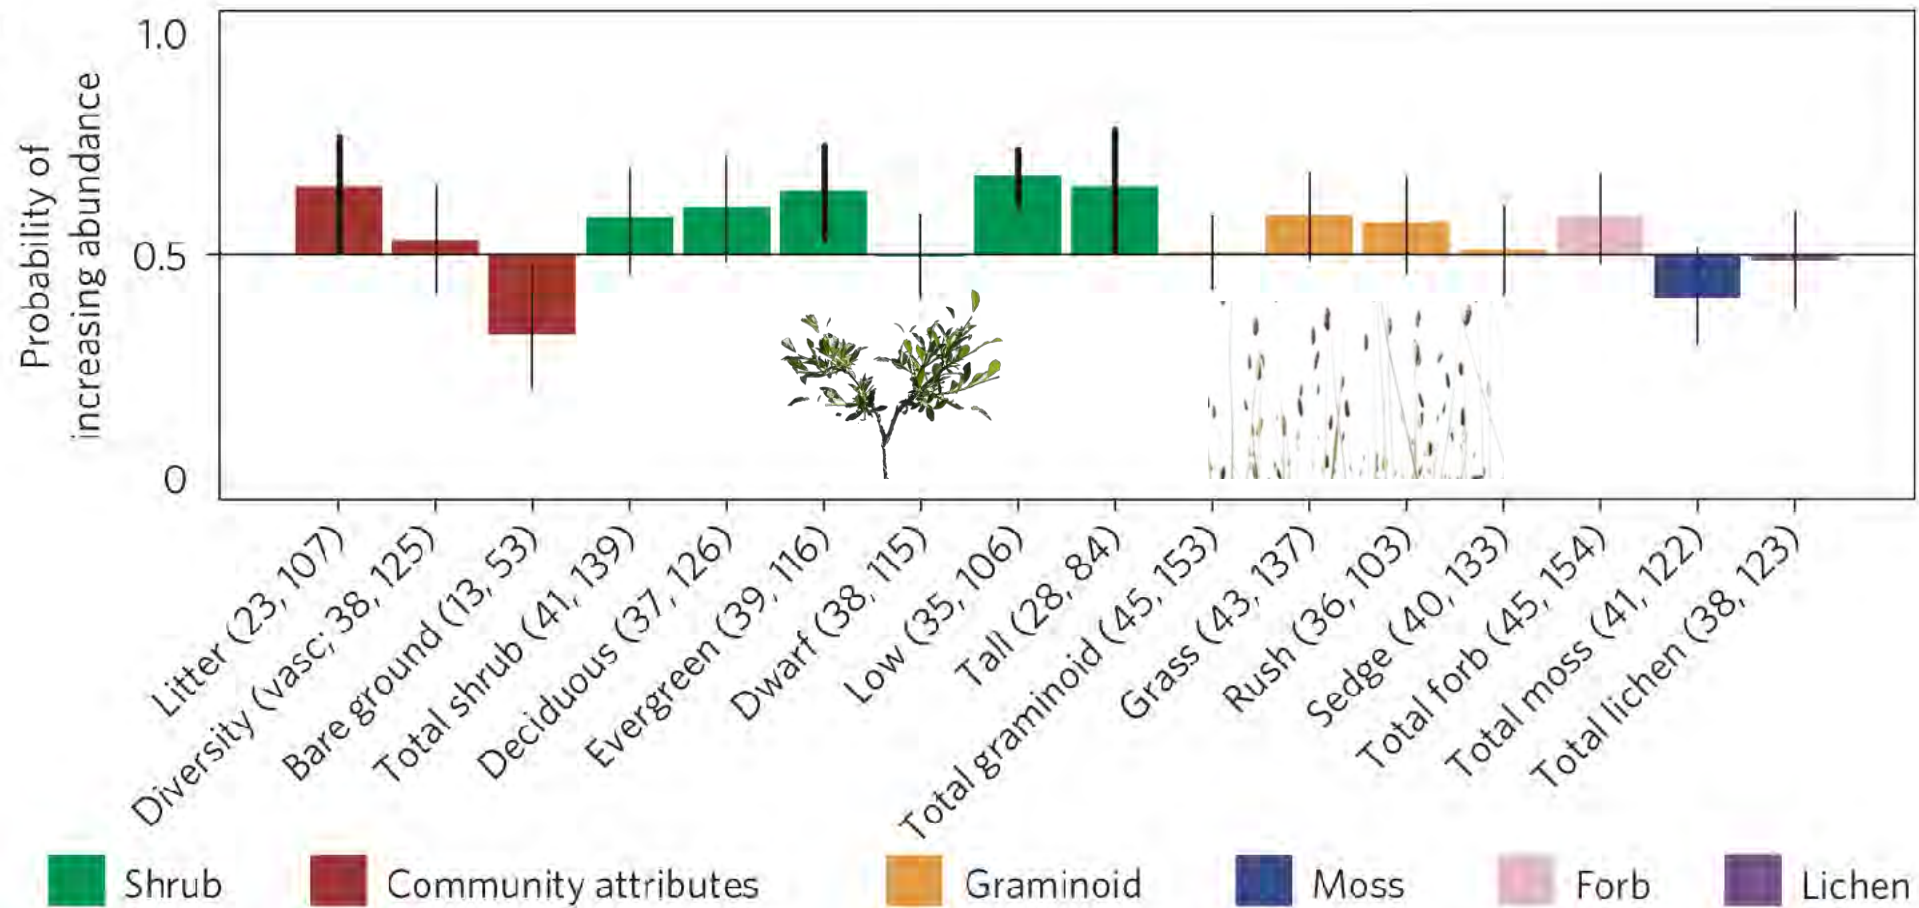 Probability of
increasing abundance
1.0
0.5
0
Litter (23, 107)
Diversity (vasc; 38, 125)
Bare ground (13, 53)
Total shrub (41, 139)
Deciduous (37, 126)
Evergreen (39, 116)
Dwarf (38, 115)
Low (35, 106)
Tall (28, 84)
Total graminoid (45, 153)
Grass (43, 137)
Rush (36, 103)
Sedge (40, 133)
Total forb (45, 154)
Total moss (41, 122)
Total lichen (38, 123)
Shrub
Community attributes
Graminoid
Moss
Forb
Lichen